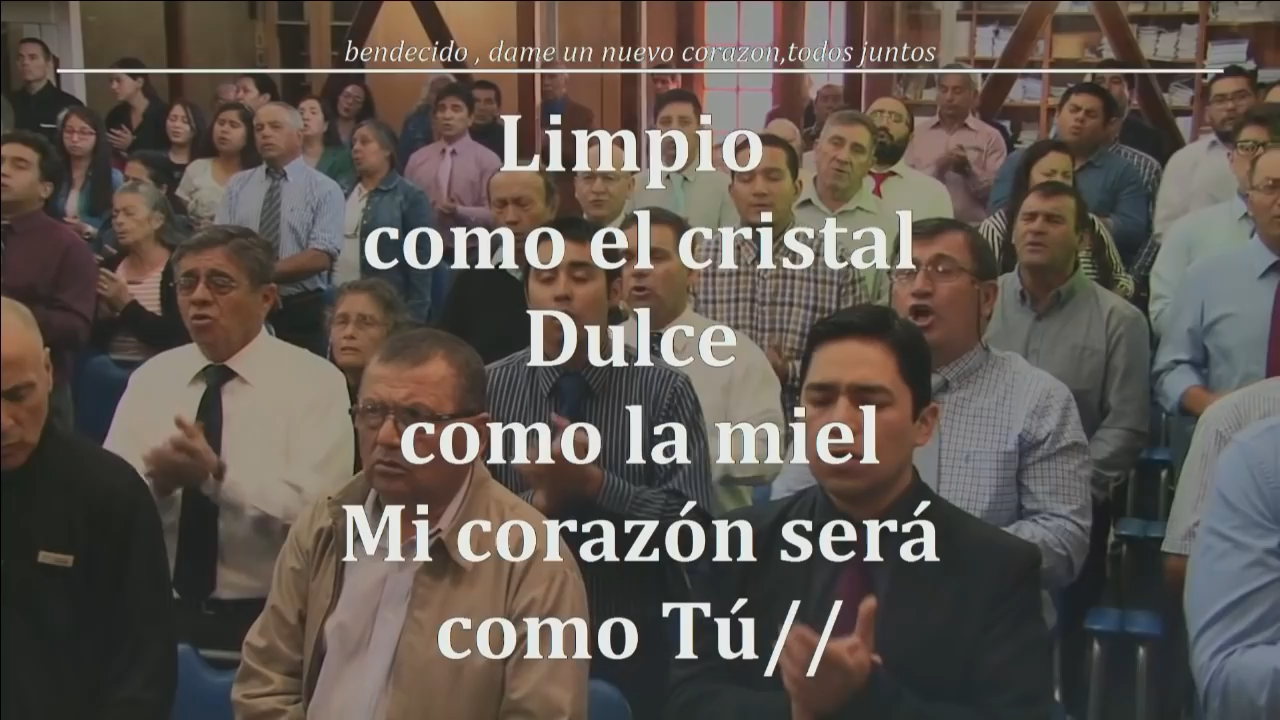 bendecido , dame un nuevo corazon,todos juntos
Limpio
como el cristal
Dulce
como la miel
Mi corazón será
como Tú//